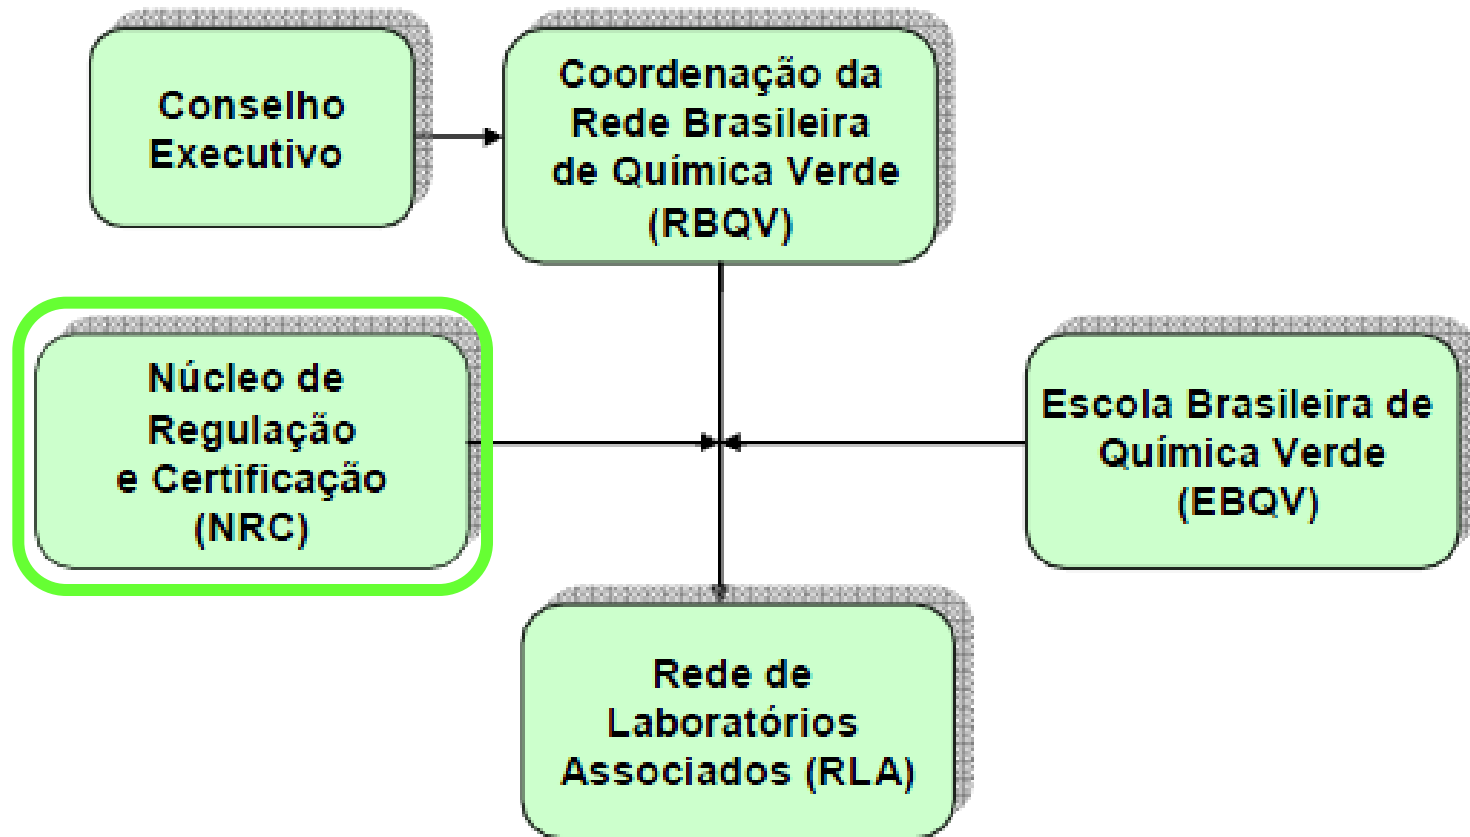 Conselho
Executivo
Coordenação da
Rede Brasileira
de Química Verde
(RBQV)
Núcleo de
Regulação
e Certificação
(NRC)
Escola Brasileira de
Química Verde
(EBQV)
Rede de
Laboratórios
Associados (RLA)